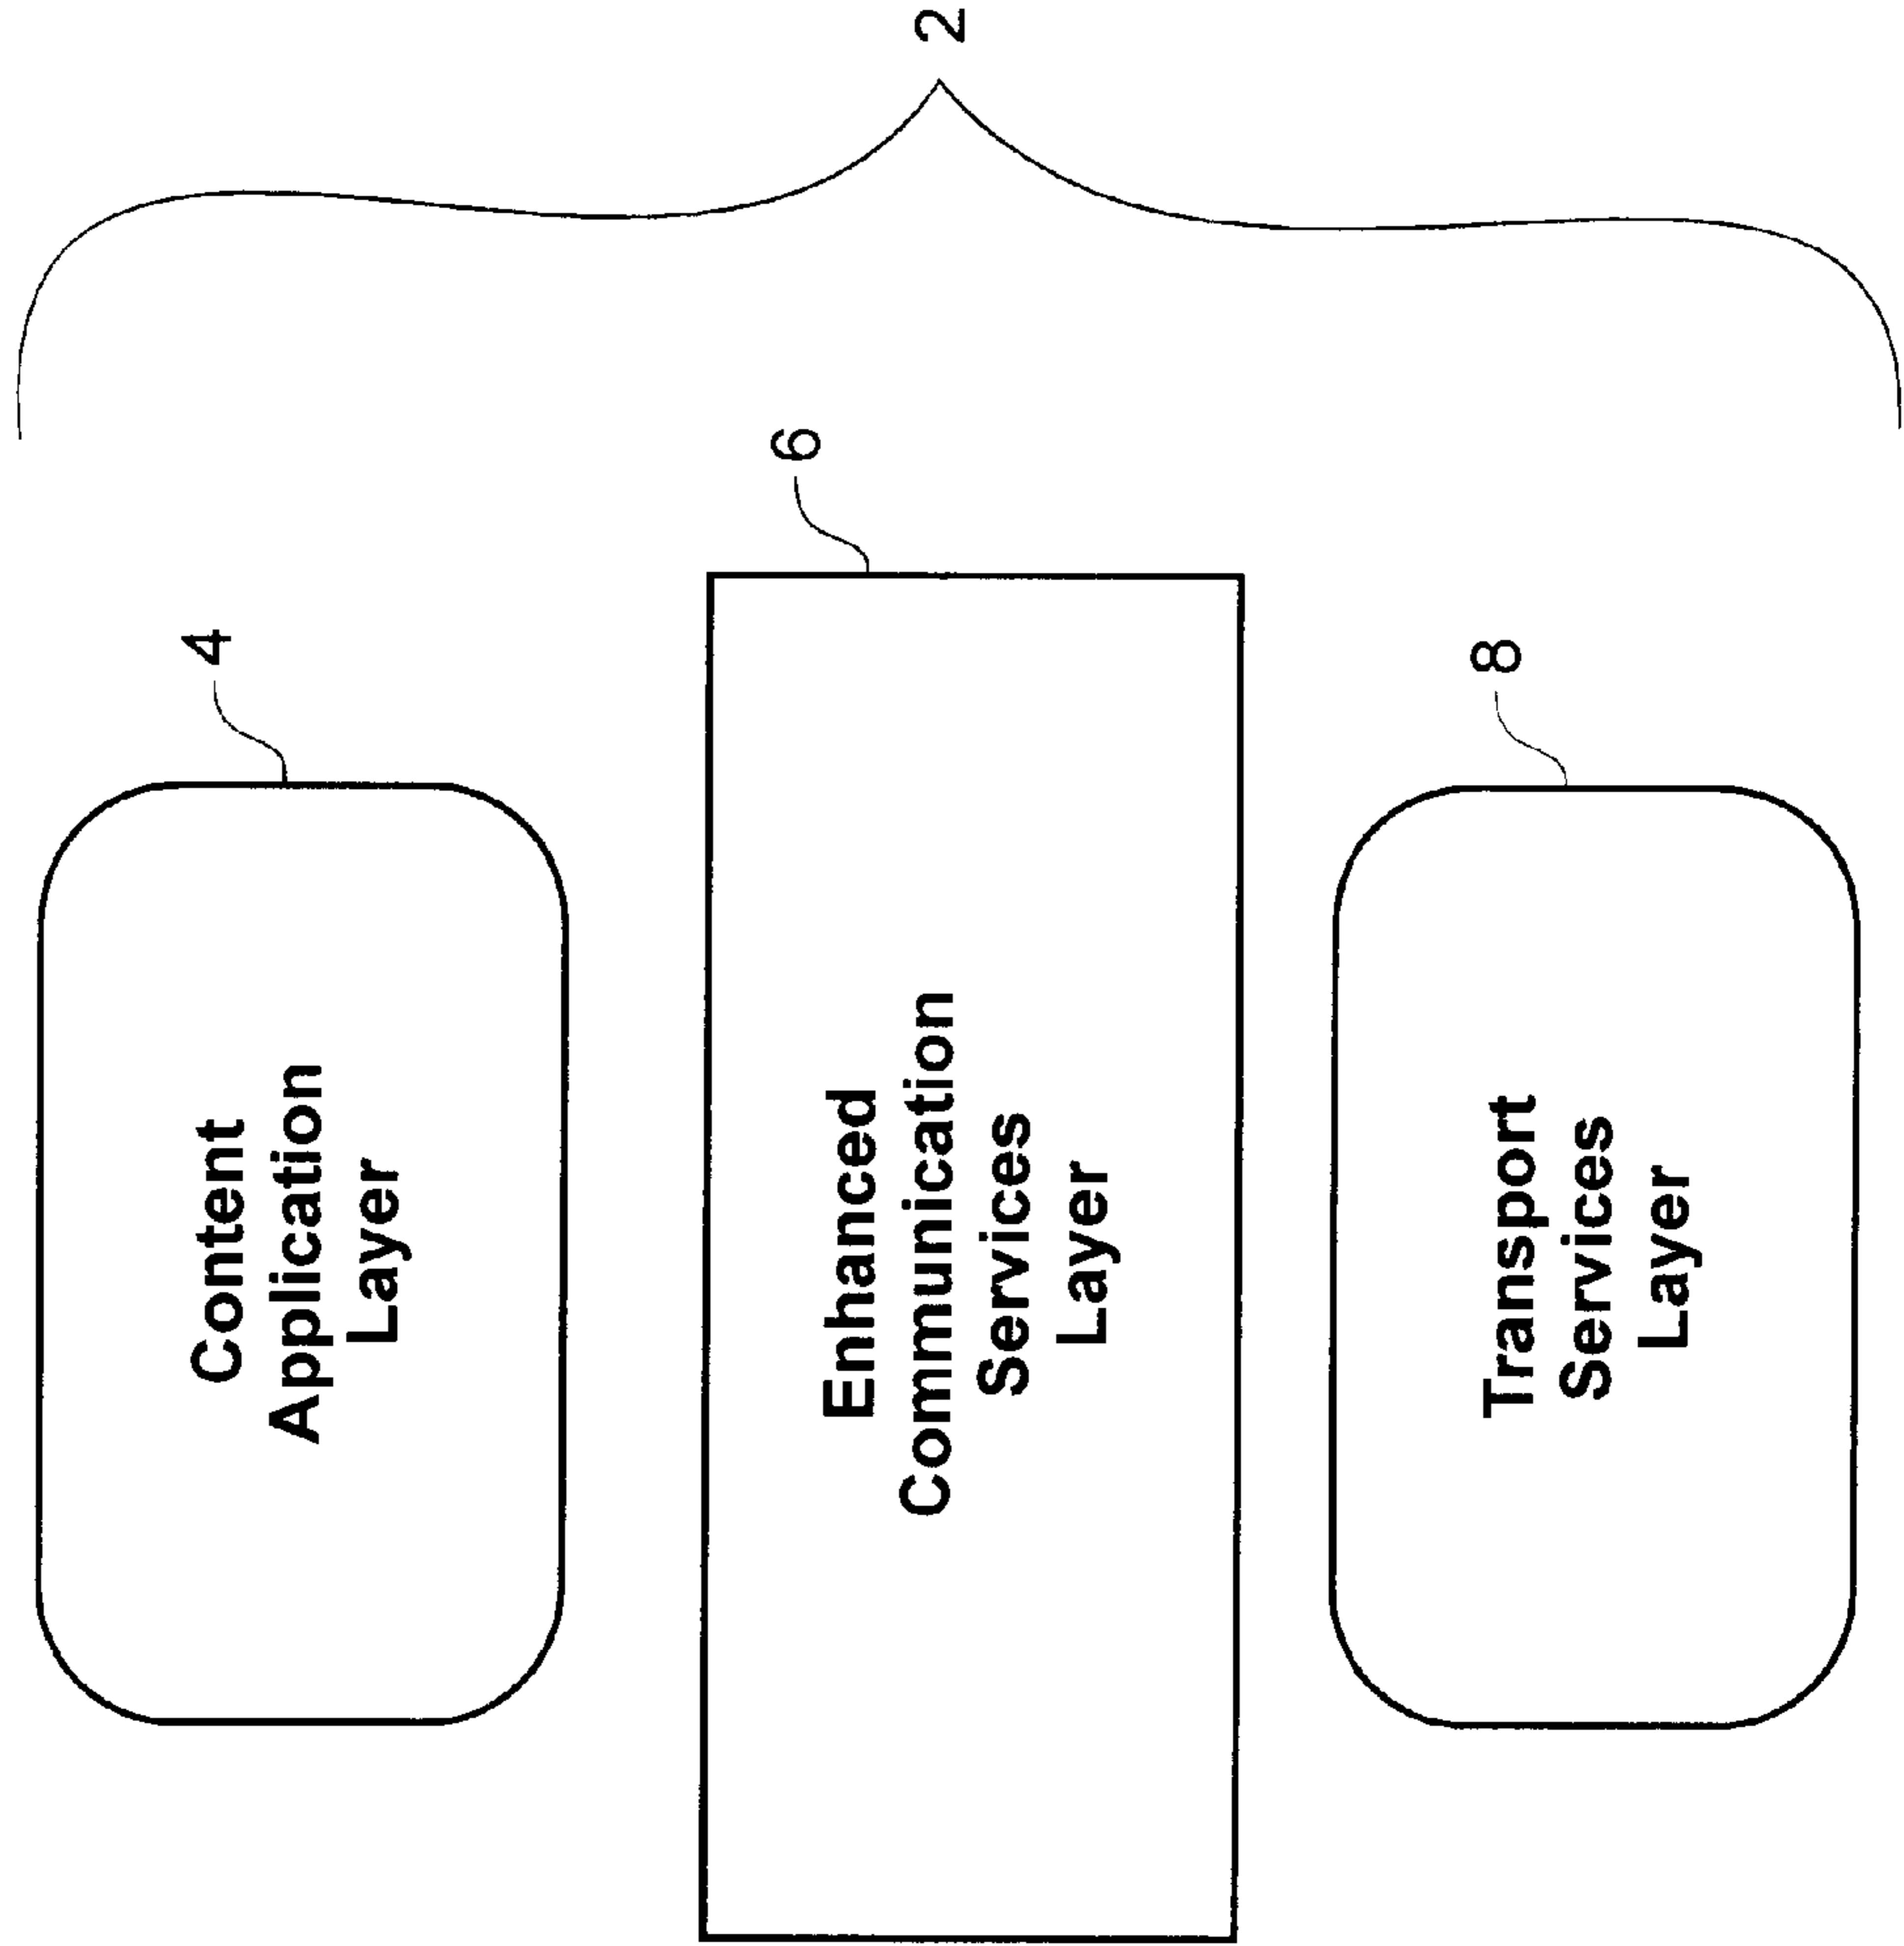 2
4
Content
Application
Layer
6
Enhanced
Communication
Services
Layer
8
Transport
Services
Layer